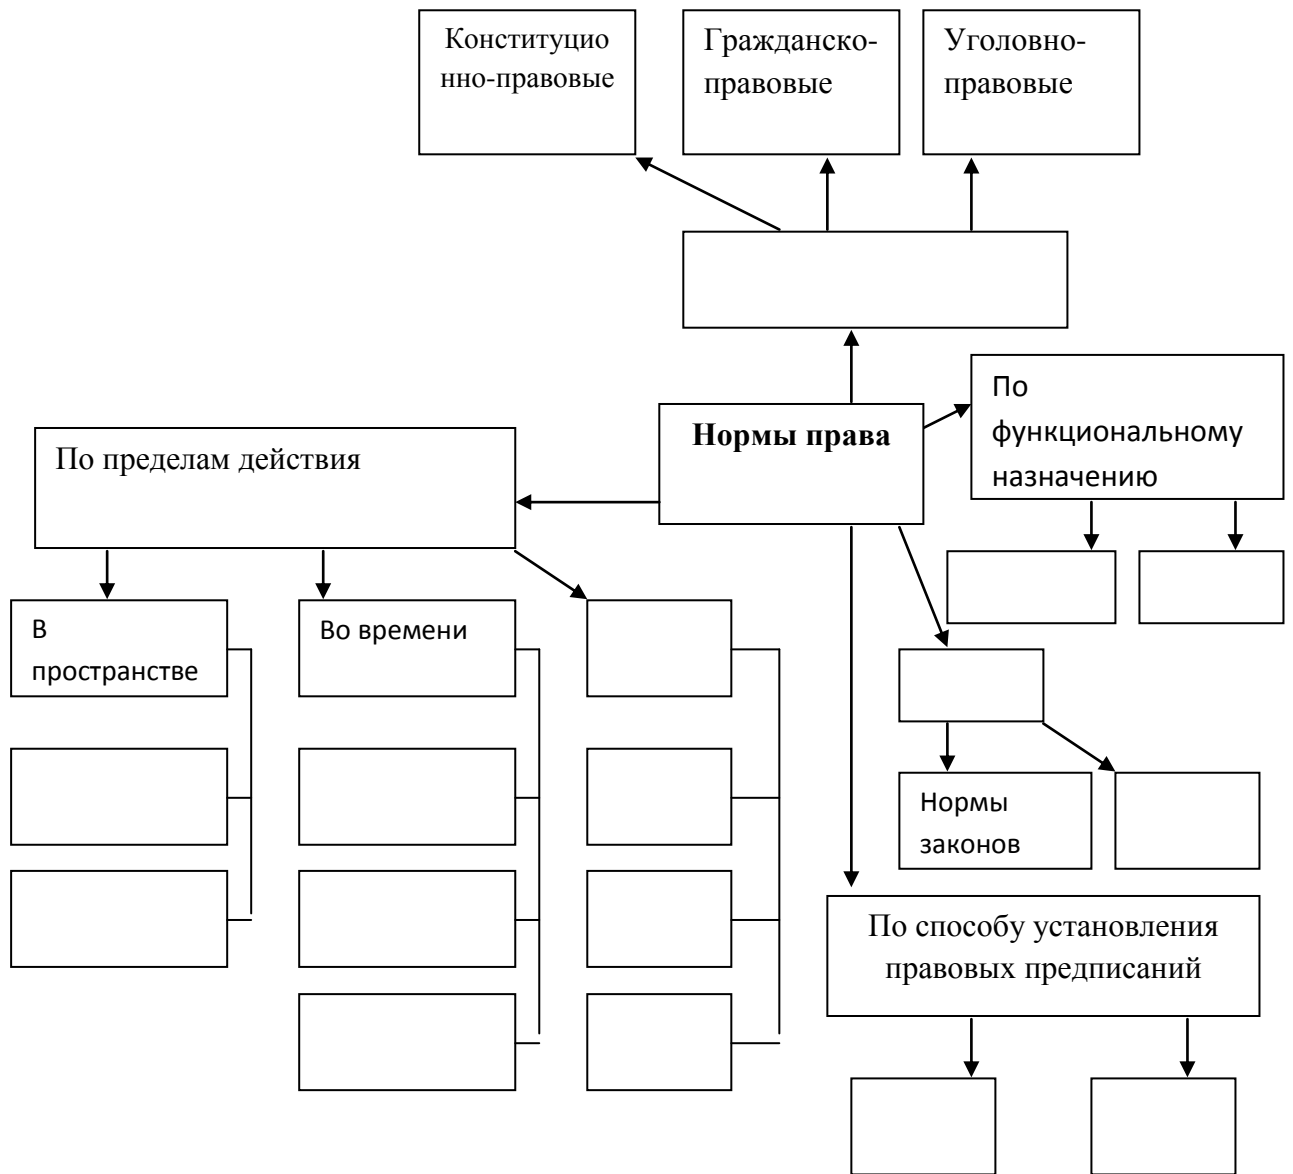 Конституцио
нно-правовые
Гражданско-
правовые
Уголовно-
правовые
По
функциональному
назначению
Нормы права
По пределам действия
В
пространстве
Во времени
Нормы
законов
По способу установления
правовых предписаний